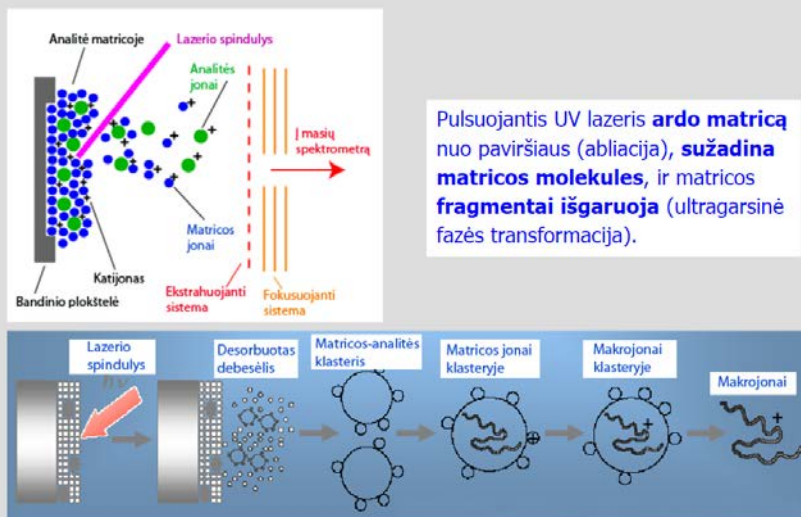 Analitė matricoje
Lazerio spindulys
Analitės
jonai
Į masių
spektrometrą
Matricos
jonai
Katijonas
Bandinio plokštelė
Ekstrahuojanti
sistema
Fokusuojanti
sistema
Pulsuojantis UV lazeris ardo matricą
nuo paviršiaus (abliacija), sužadina
matricos molekules, ir matricos
fragmentai išgaruoja (ultragarsinė
fazės transformacija).
Lazerio
spindulys
hν
Desorbuotas
debesėlis
Matricos-analitės
klasteris
Matricos jonai
klasteryje
Makrojonai
klasteryje
Makrojonai